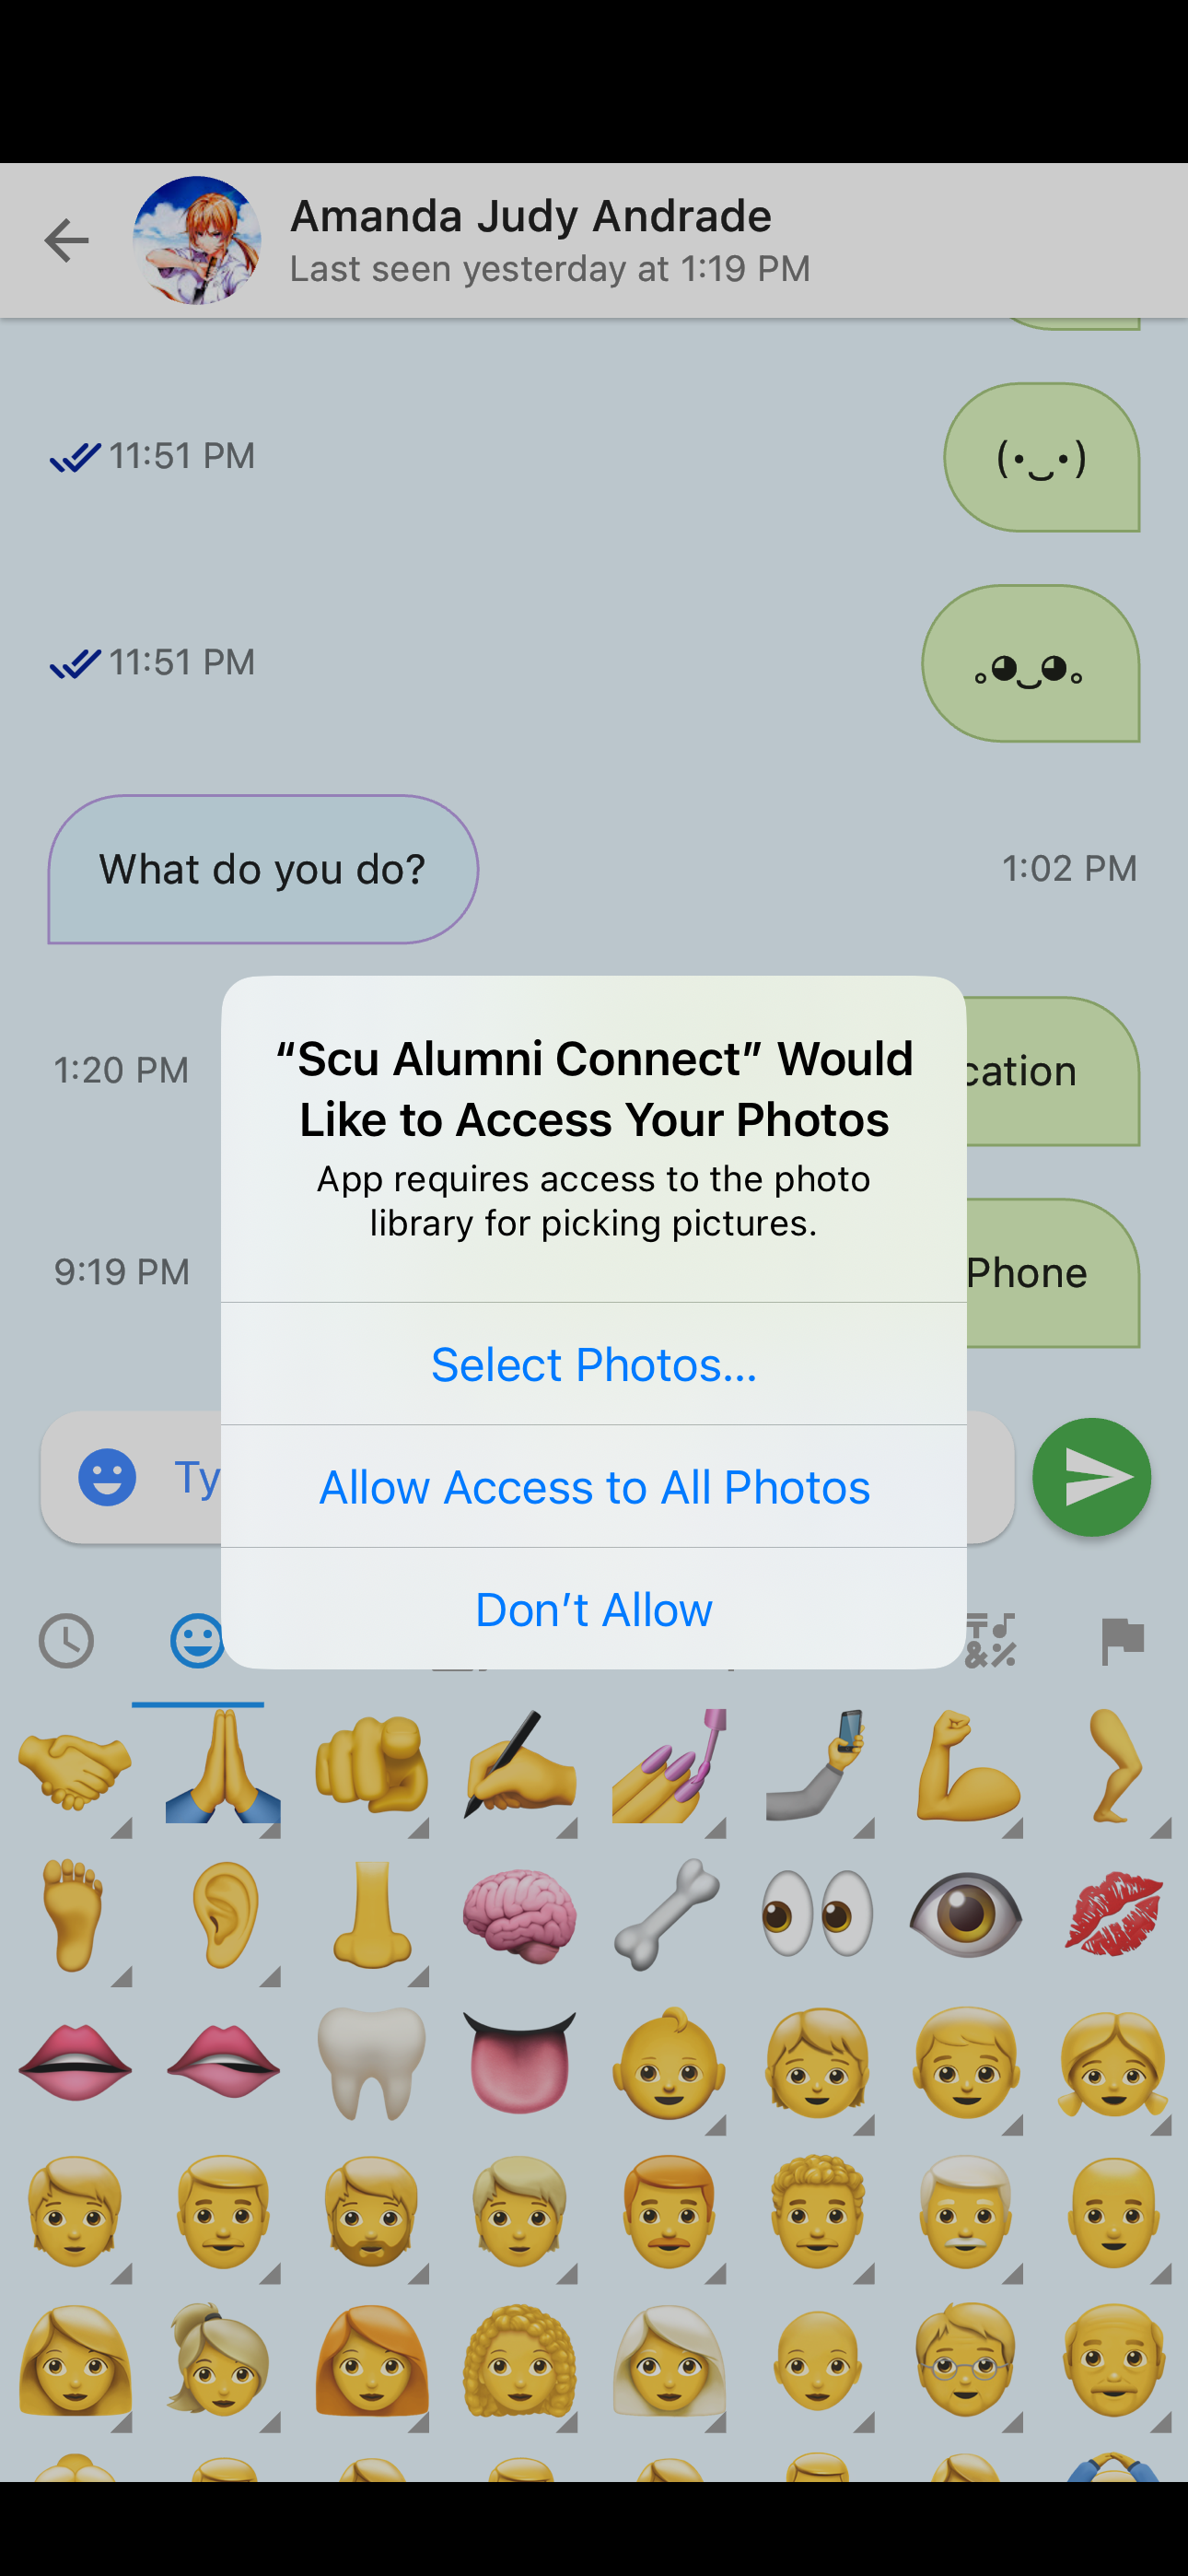 Amanda Judy Andrade
Last seen yesterday at 1:19 PM
11:51 PM
(•‿•)
11:51 PM
｡◕‿◕｡
What do you do?
1:02 PM
“Scu Alumni Connect” Would
Like to Access Your Photos
App requires access to the photo
library for picking pictures.
1:20 PM
cation
9:19 PM
Phone
Select Photos...
Ty
Allow Access to All Photos
Don’t Allow